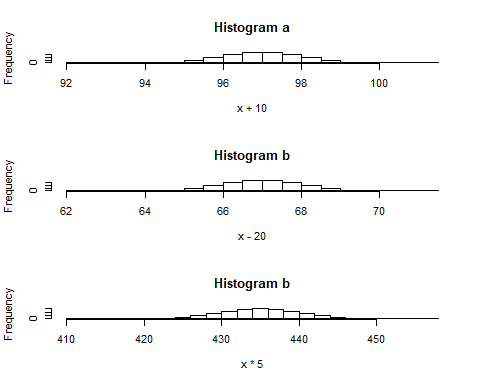 Histogram a
Frequency
0
92 94 96 98 100
x + 10
Histogram b
Frequency
0
62 64 66 68 70
x - 20
Histogram b
Frequency
0
410 420 430 440 450
x * 5